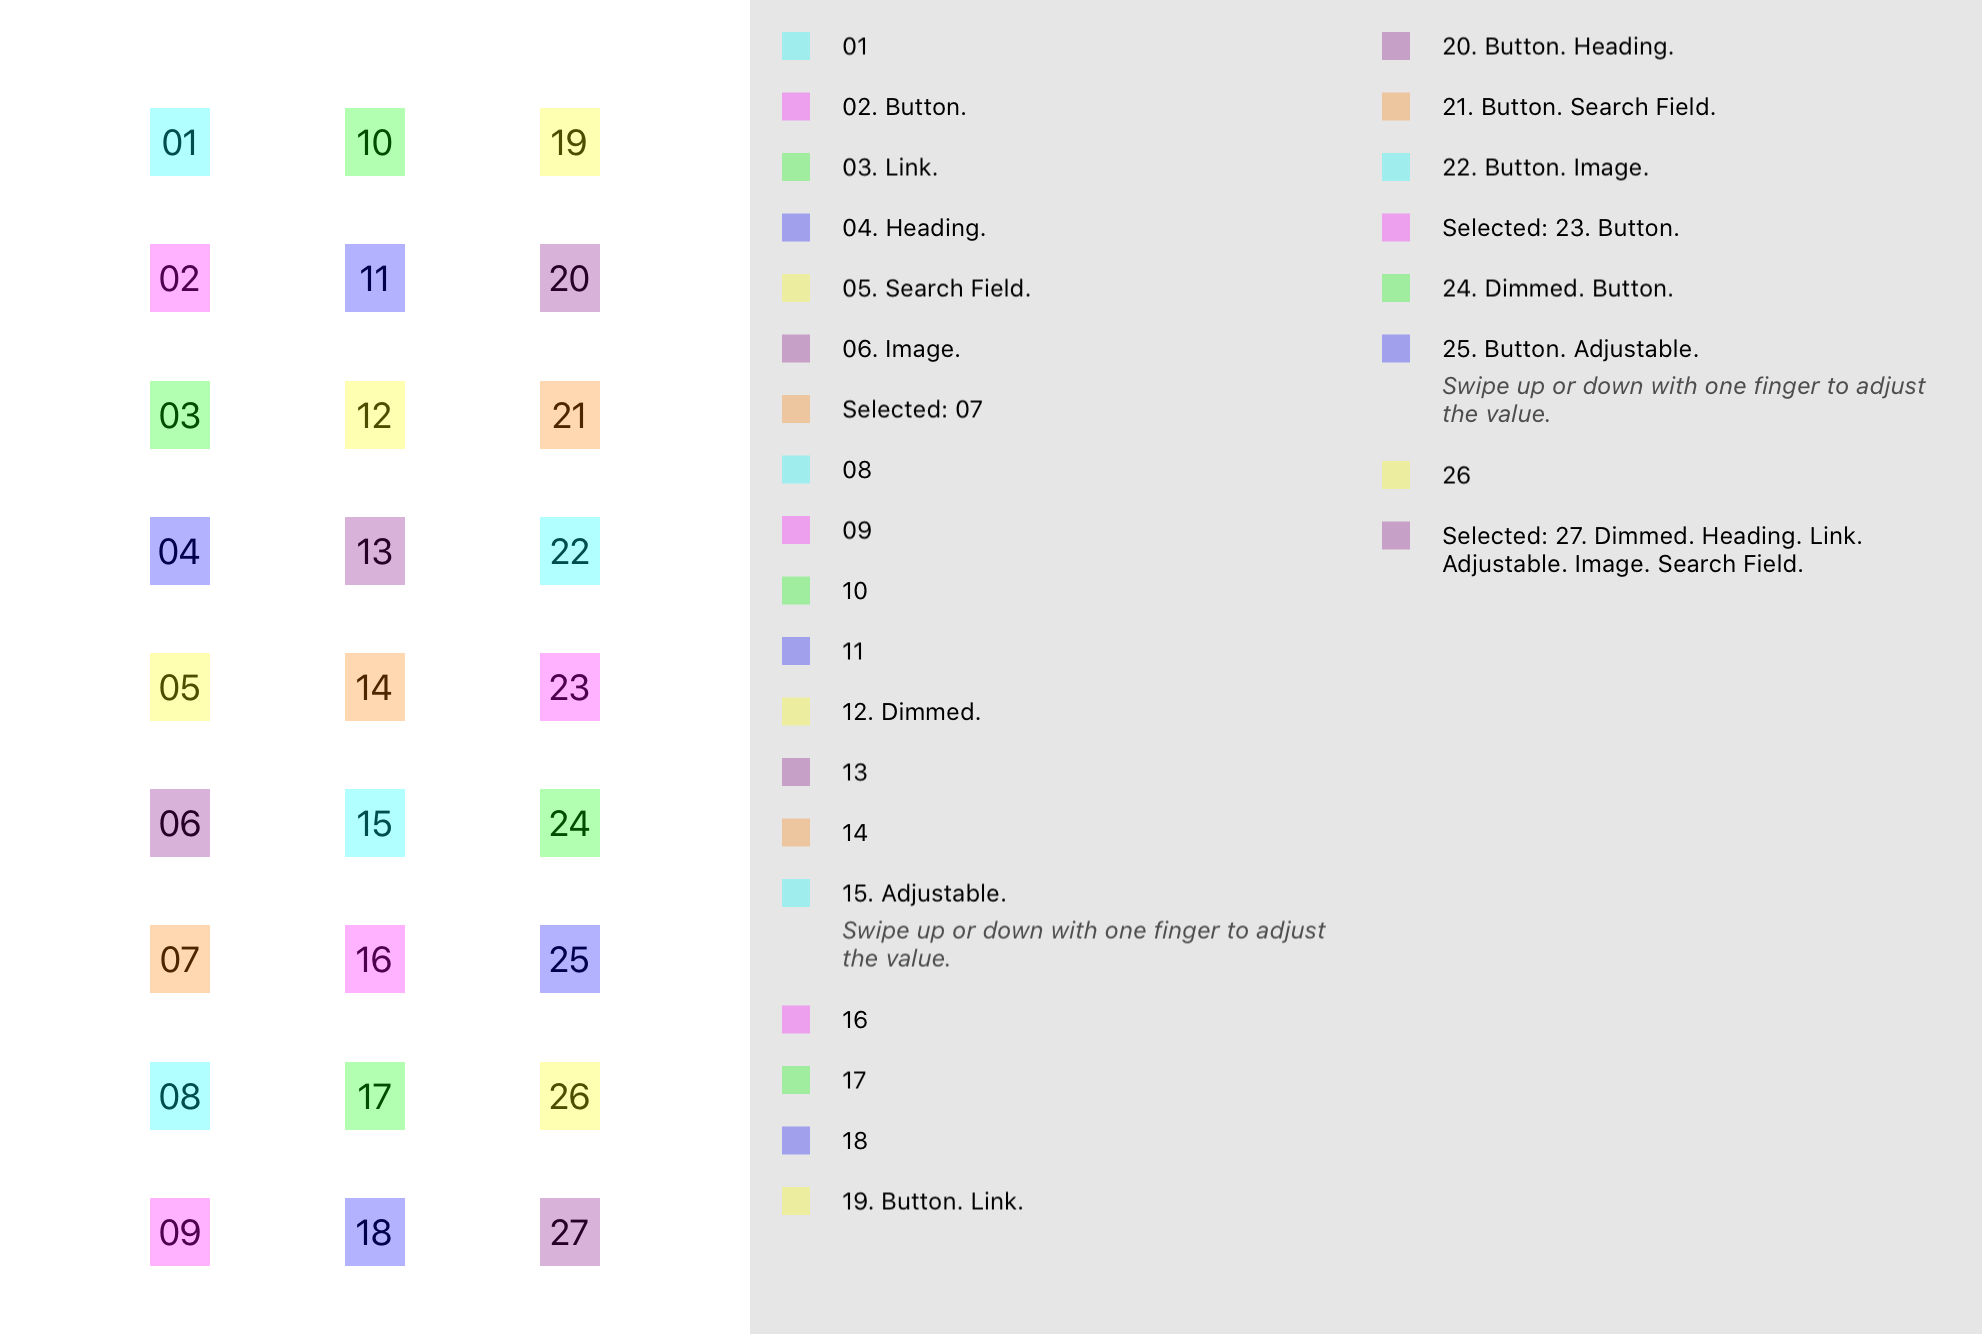 01 10 19
02 11 20
03 12 21
04 13 22
05 14 23
06 15 24
07 16 25
08 17 26
09 18 27
01
02. Button.
03. Link.
04. Heading.
05. Search Field.
06. Image.
Selected: 07
08
09
10
11
12. Dimmed.
13
14
15. Adjustable.
Swipe up or down with one finger to adjust
the value.
16
17
18
19. Button. Link.
20. Button. Heading.
21. Button. Search Field.
22. Button. Image.
Selected: 23. Button.
24. Dimmed. Button.
25. Button. Adjustable.
Swipe up or down with one finger to adjust
the value.
26
Selected: 27. Dimmed. Heading. Link.
Adjustable. Image. Search Field.